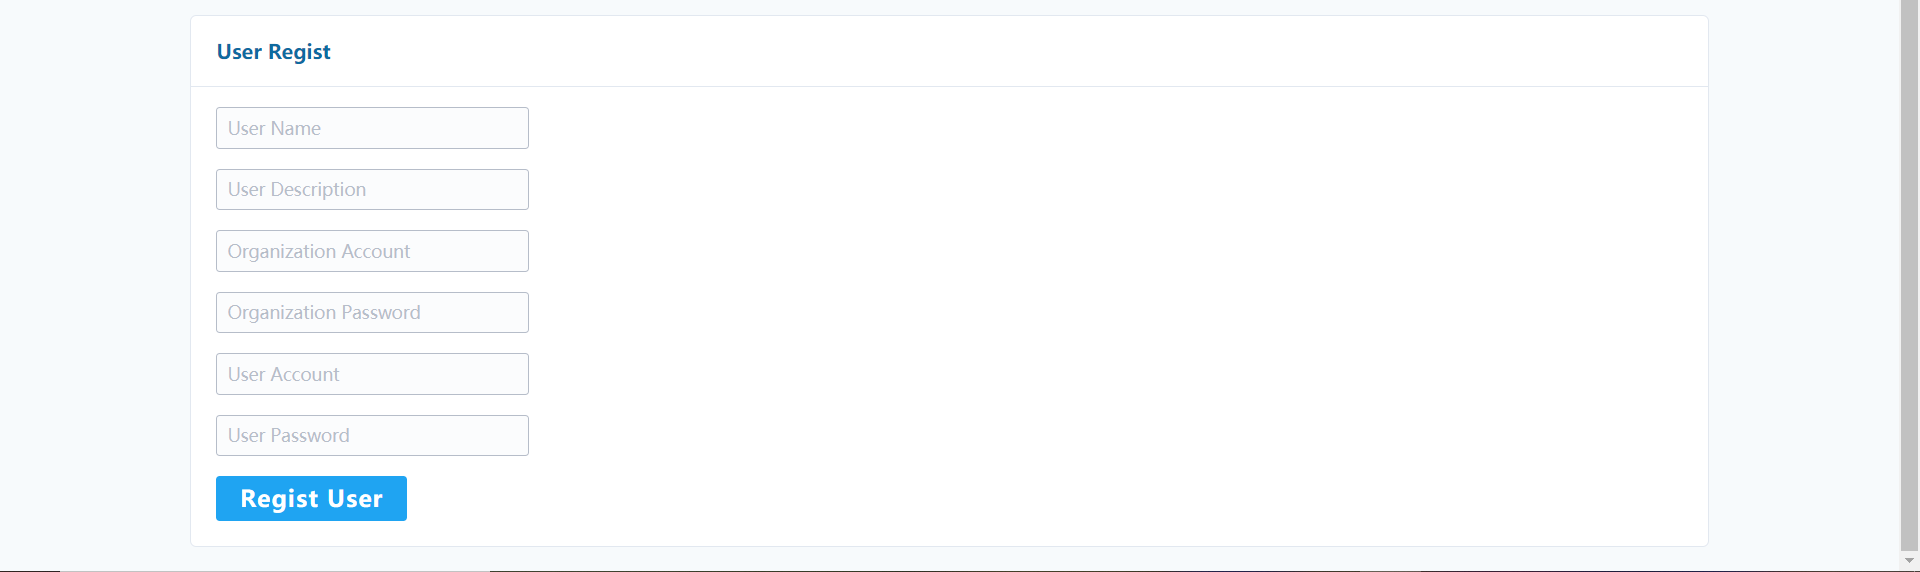 User Regist
User Name
User Description
Organization Account
Organization Password
User Account
User Password
Regist User